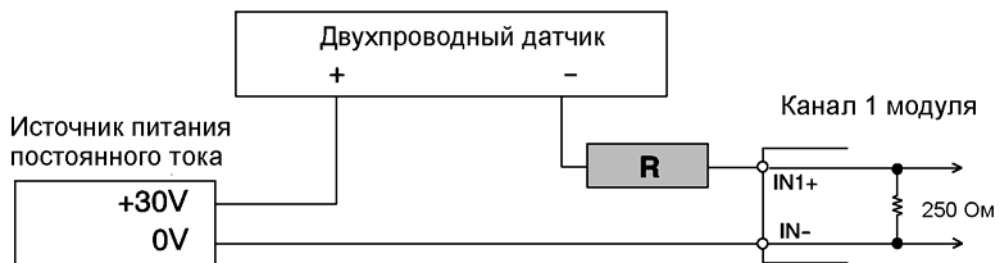 Двухпроводный датчик
+ −
Канал 1 модуля
Источник питания
постоянного тока
R
+30V
IN1+
250 Ом
0V
IN−